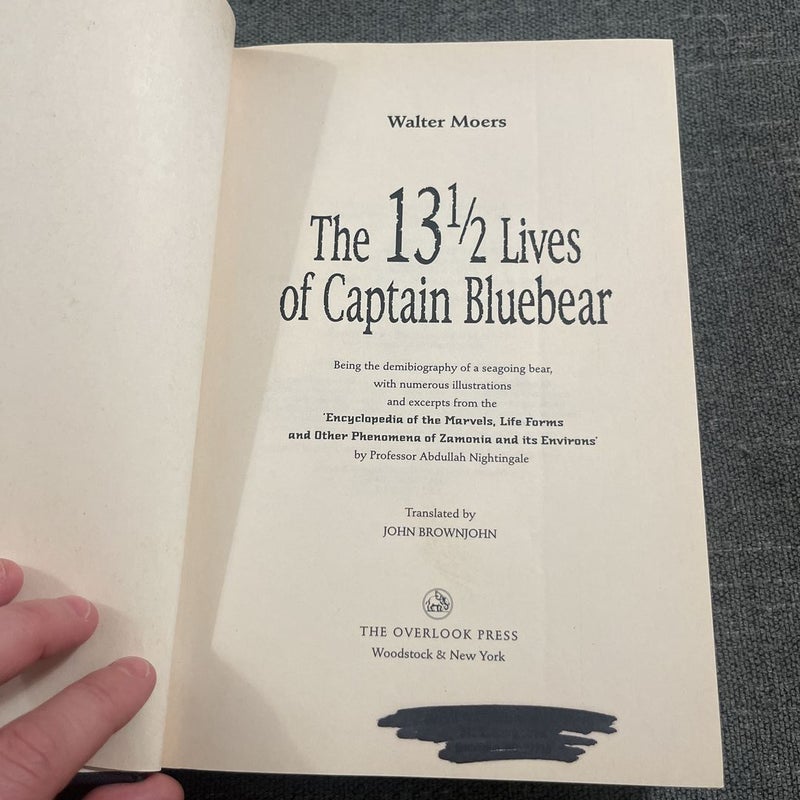 Walter Moers
The 13½ Lives
of Captain Bluebear
Being the demibiography of a seagoing bear,
with numerous illustrations
and excerpts from the
'Encyclopedia of the Marvels, Life Forms
and Other Phenomena of Zamonia and its Environs'
by Professor Abdullah Nightingale
Translated by
JOHN BROWNJOHN
THE OVERLOOK PRESS
Woodstock & New York